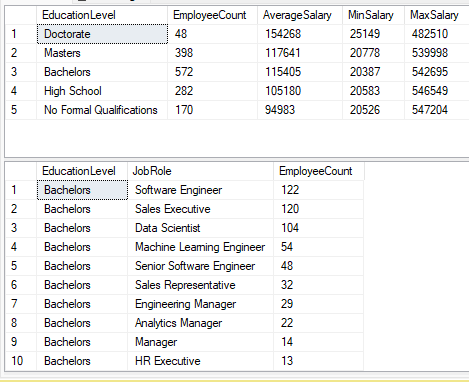 EducationLevel EmployeeCount AverageSalary MinSalary MaxSalary
1 Doctorate 48 154268 25149 482510
2 Masters 398 117641 20778 539998
3 Bachelors 572 115405 20387 542695
4 High School 282 105180 20583 546549
5 No Formal Qualifications 170 94983 20526 547204
EducationLevel JobRole EmployeeCount
1 Bachelors Software Engineer 122
2 Bachelors Sales Executive 120
3 Bachelors Data Scientist 104
4 Bachelors Machine Learning Engineer 54
5 Bachelors Senior Software Engineer 48
6 Bachelors Sales Representative 32
7 Bachelors Engineering Manager 29
8 Bachelors Analytics Manager 22
9 Bachelors Manager 14
10 Bachelors HR Executive 13